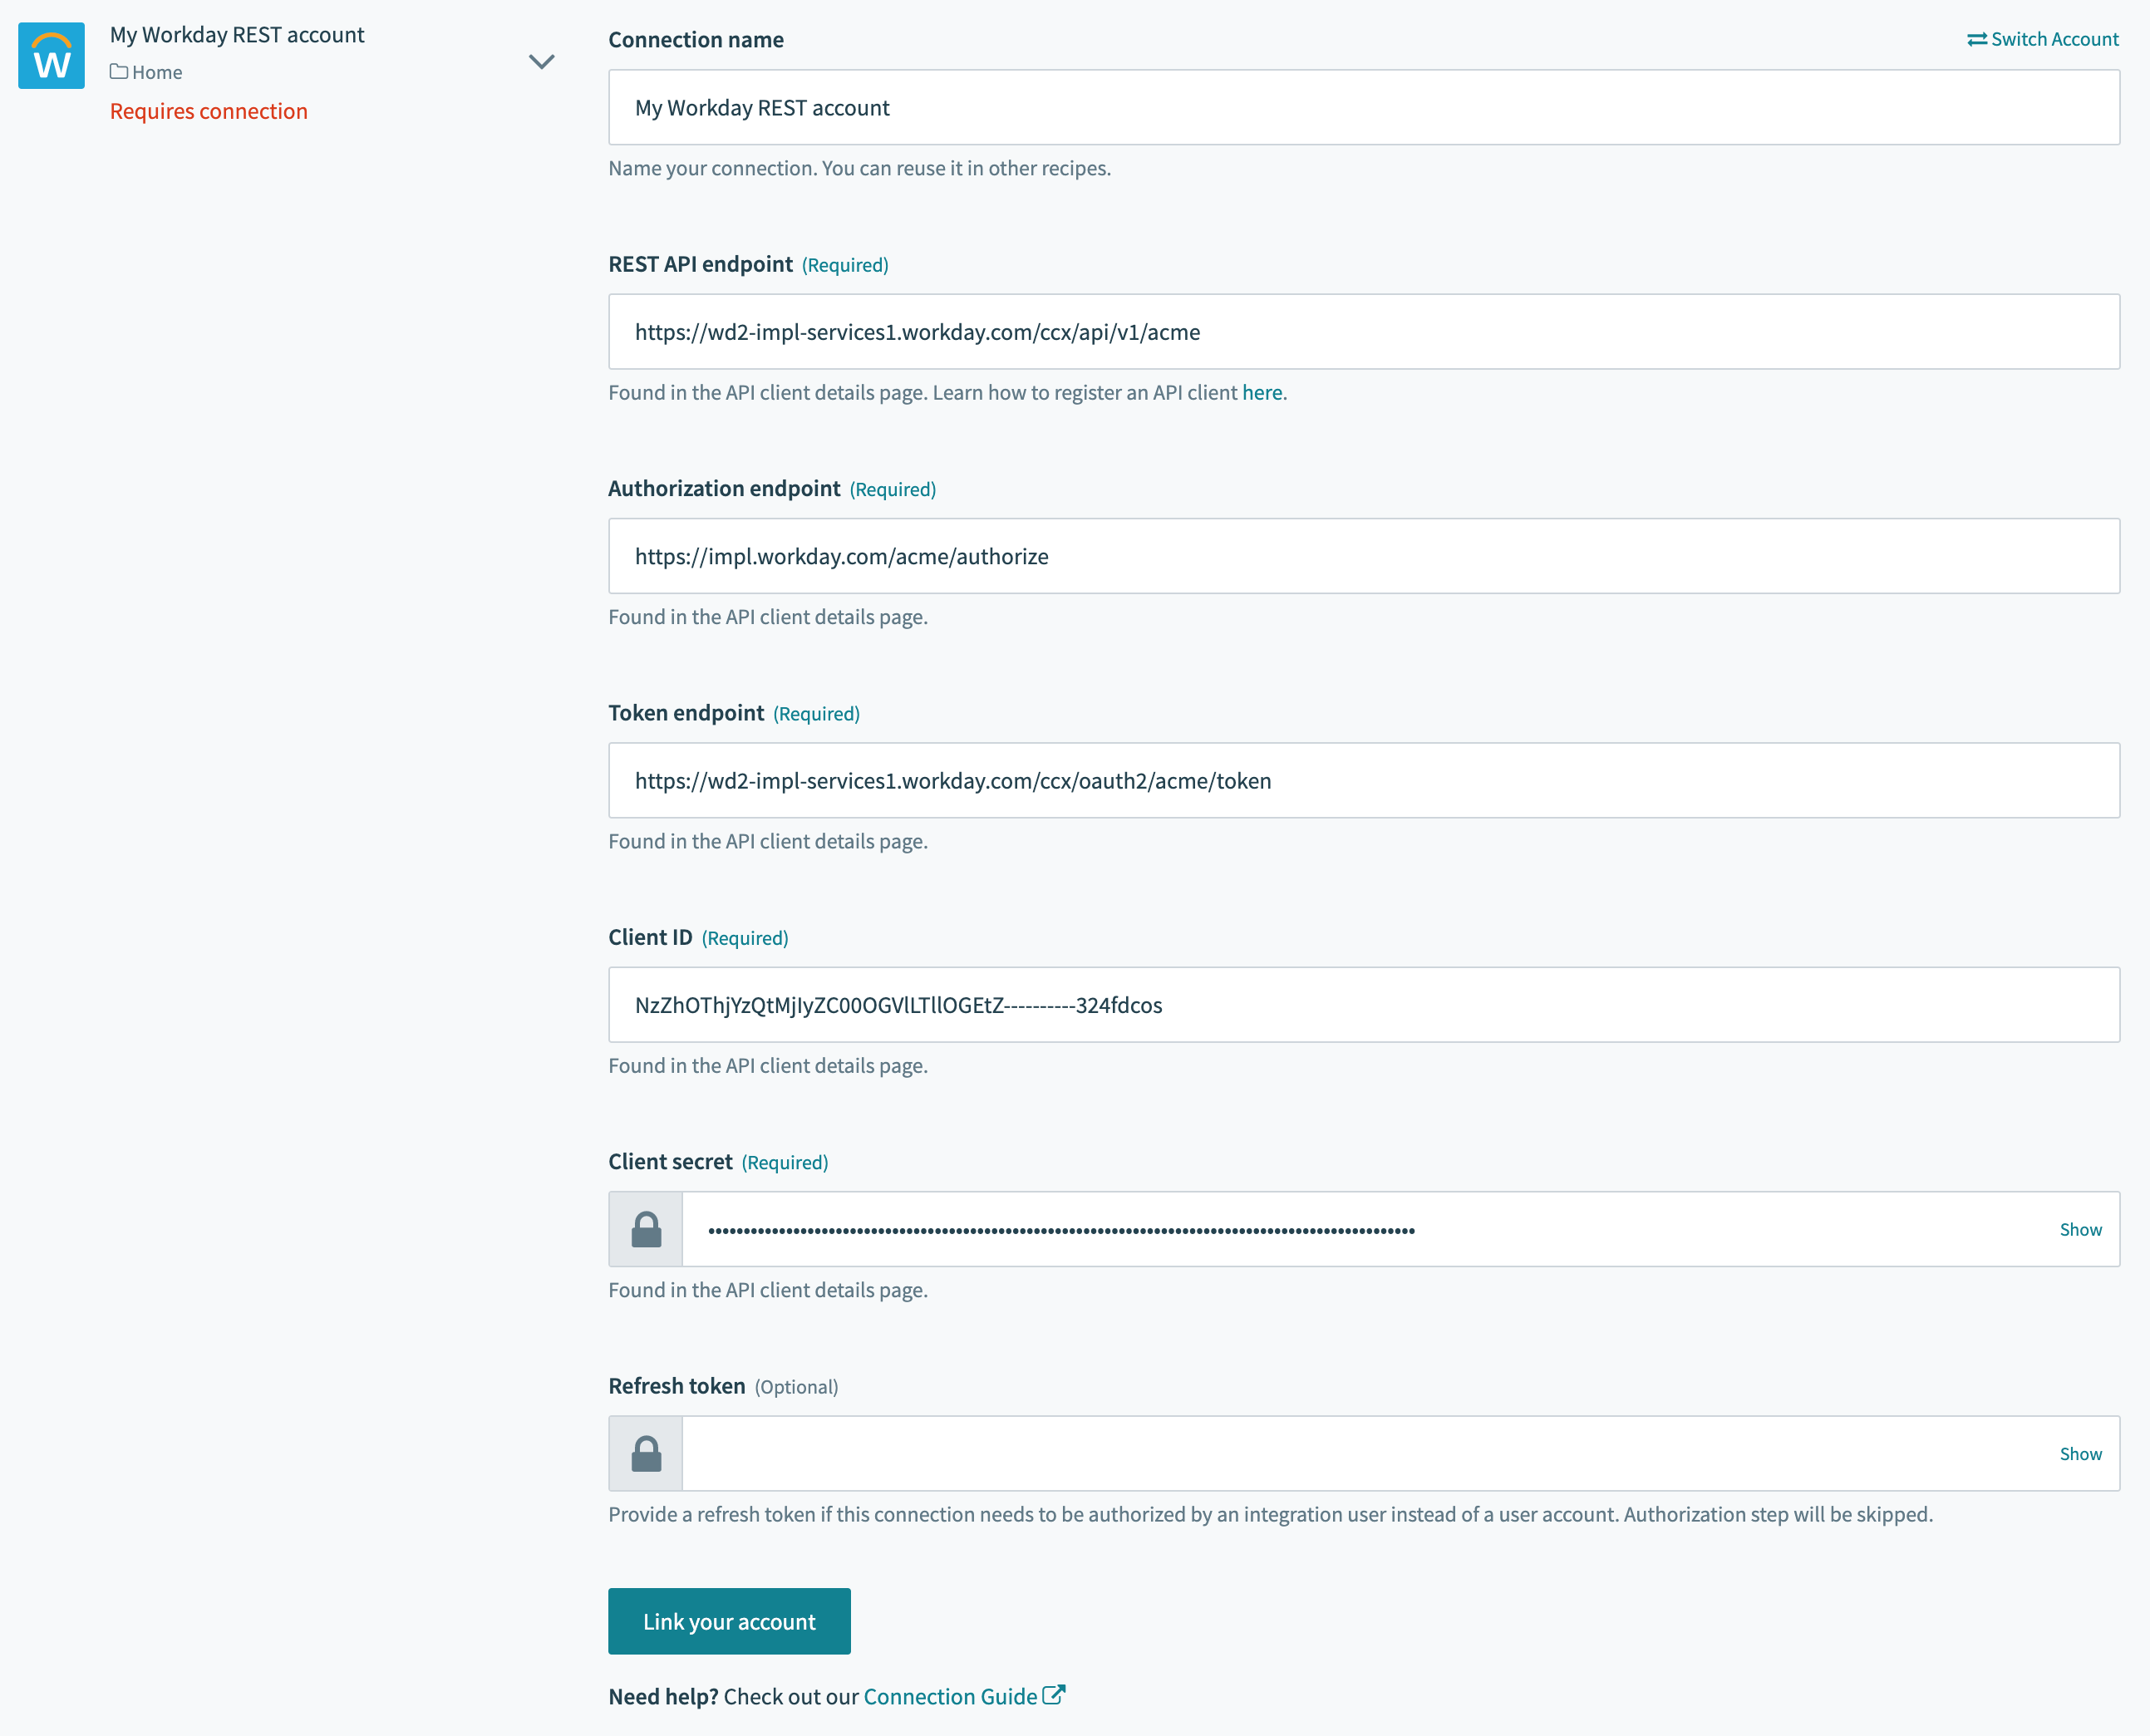 W
My Workday REST account
Home
Requires connection
Connection name
Switch Account
My Workday REST account
Name your connection. You can reuse it in other recipes.
REST API endpoint (Required)
https://wd2-impl-services1.workday.com/ccx/api/v1/acme
Found in the API client details page. Learn how to register an API client here.
Authorization endpoint (Required)
https://impl.workday.com/acme/authorize
Found in the API client details page.
Token endpoint (Required)
https://wd2-impl-services1.workday.com/ccx/oauth2/acme/token
Found in the API client details page.
Client ID (Required)
NzZhOThjYzQtMjIyZC00OGVlLTllOGEtZ----------324fdcos
Found in the API client details page.
Client secret (Required)
Show
Found in the API client details page.
Refresh token (Optional)
Show
Provide a refresh token if this connection needs to be authorized by an integration user instead of a user account. Authorization step will be skipped.
Link your account
Need help? Check out our Connection Guide